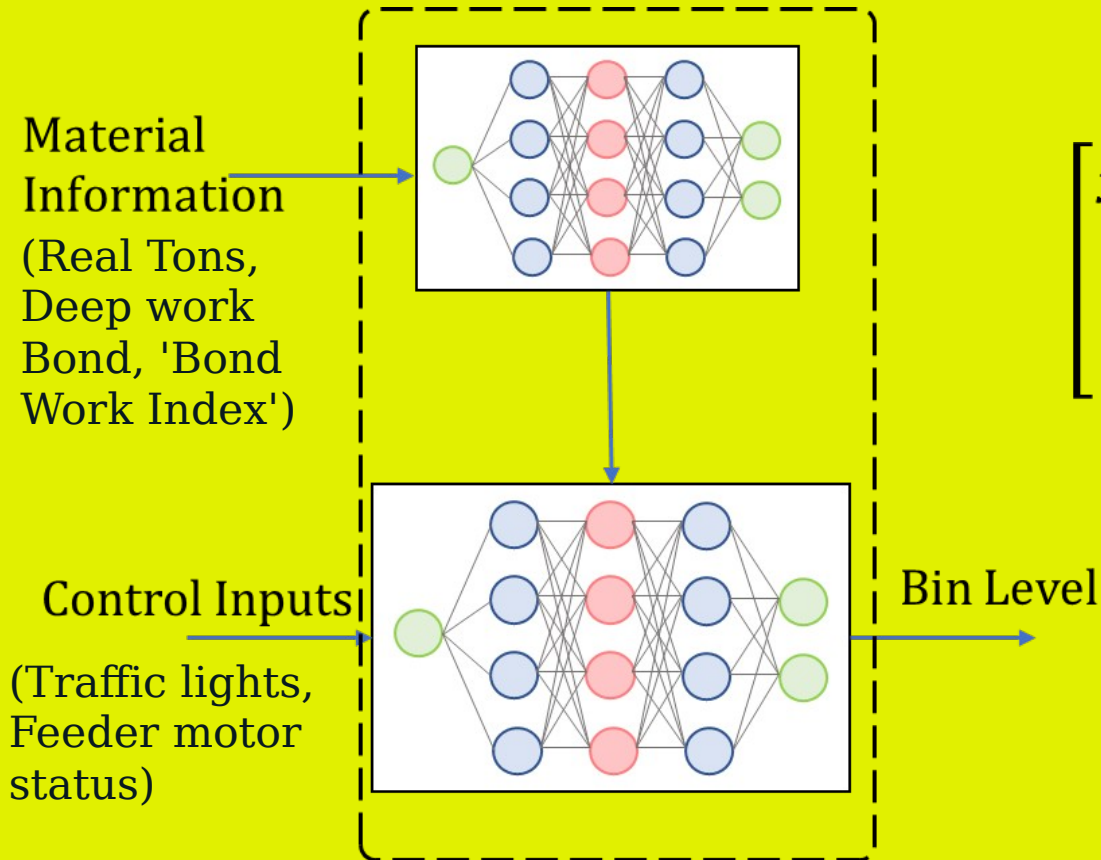 Material
Information
(Real Tons,
Deep work
Bond, 'Bond
Work Index')
Control Inputs
(Traffic lights,
Feeder motor
status)
Bin Level